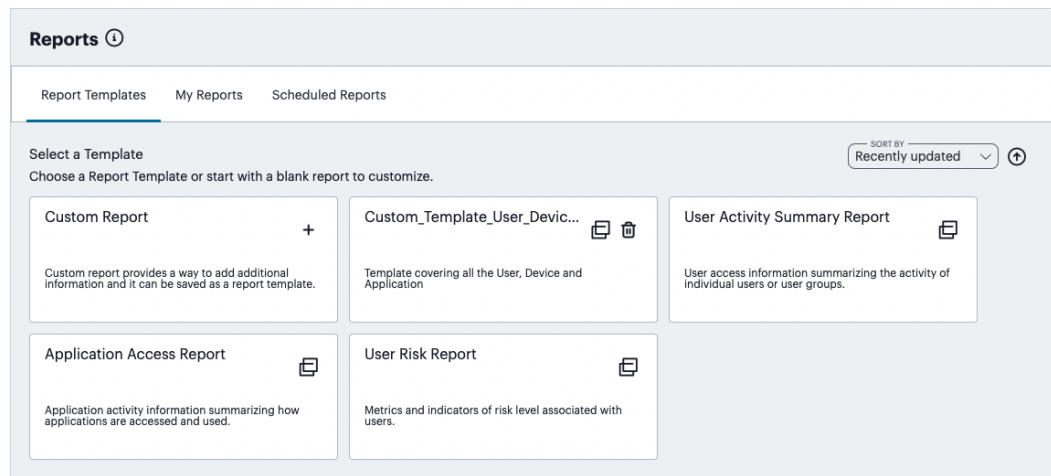 Reports
Report Templates
My Reports
Scheduled Reports
Select a Template
Choose a Report Template or start with a blank report to customize.
SORT BY
Recently updated
Custom Report
Custom report provides a way to add additional
information and it can be saved as a report template.
Custom_Template_User_Devic...
Template covering all the User, Device and
Application
User Activity Summary Report
User access information summarizing the activity of
individual users or user groups.
Application Access Report
Application activity information summarizing how
applications are accessed and used.
User Risk Report
Metrics and indicators of risk level associated with
users.